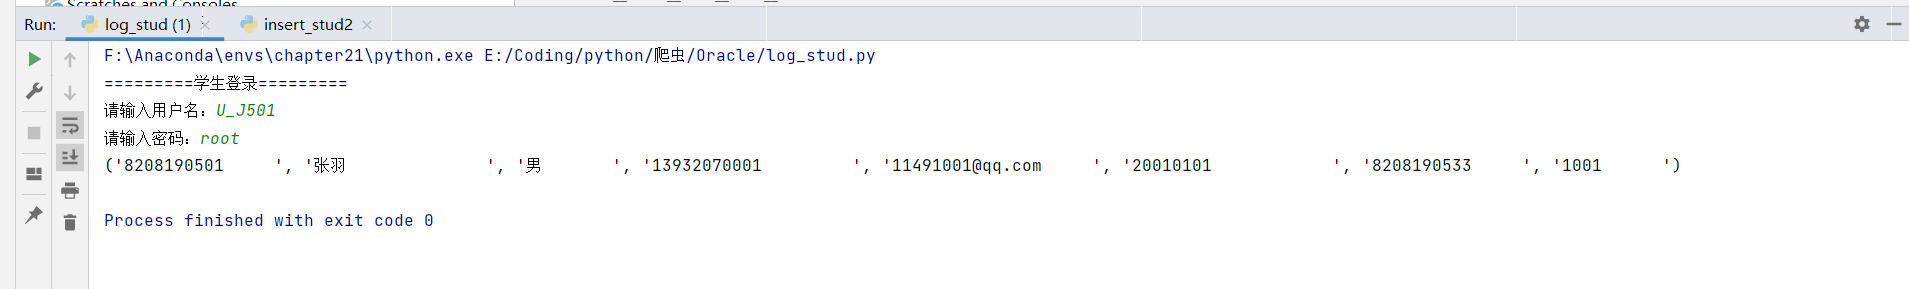 Scratches and Consoles
Run: log_stud (1) insert_stud2
F:\Anaconda\envs\chapter21\python.exe E:/Coding/python/爬虫/Oracle/log_stud.py
=========学生登录=========
请输入用户名：U_J501
请输入密码：root
('8208190501     ', '张羽              ', '男       ', '13932070001         ', '11491001@qq.com     ', '20010101            ', '8208190533     ', '1001      ')
Process finished with exit code 0